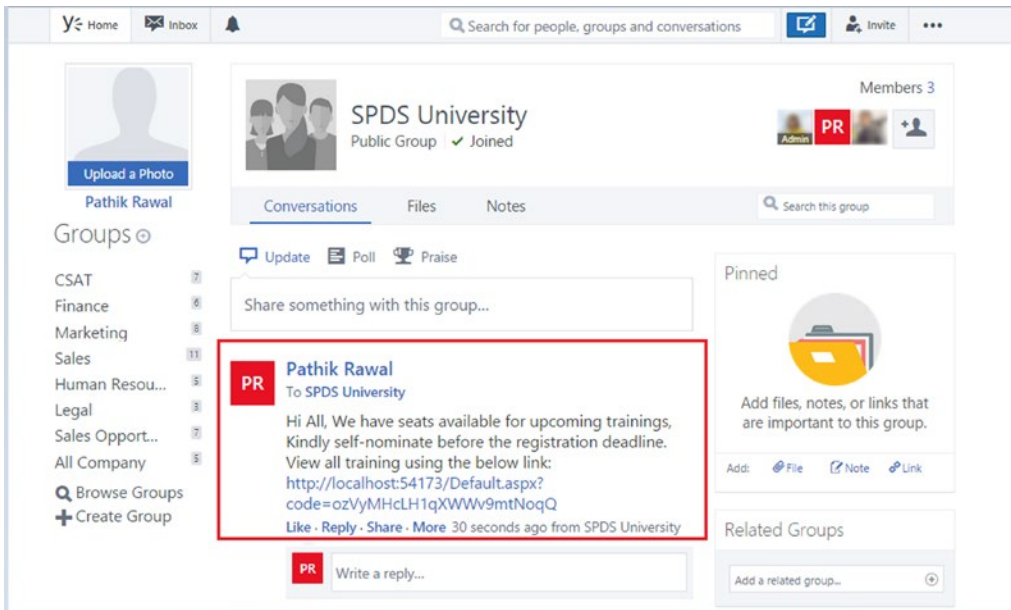 Home
Inbox
Search for people, groups and conversations
Invite
Upload a Photo
Pathik Rawal
Groups
CSAT 7
Finance 6
Marketing 8
Sales 11
Human Resou... 5
Legal 3
Sales Opport... 7
All Company 5
Browse Groups
Create Group
SPDS University
Public Group Joined
Members 3
Admin PR
Conversations Files Notes
Search this group
Update Poll Praise
Share something with this group...
PR
Pathik Rawal
To SPDS University
Hi All, We have seats available for upcoming trainings,
Kindly self-nominate before the registration deadline.
View all training using the below link:
http://localhost:54173/Default.aspx?
code=ozVyMHcLH1qXWWv9mtNoqQ
Like · Reply · Share · More 30 seconds ago from SPDS University
PR
Write a reply...
Pinned
Add files, notes, or links that
are important to this group.
Add: File Note Link
Related Groups
Add a related group...